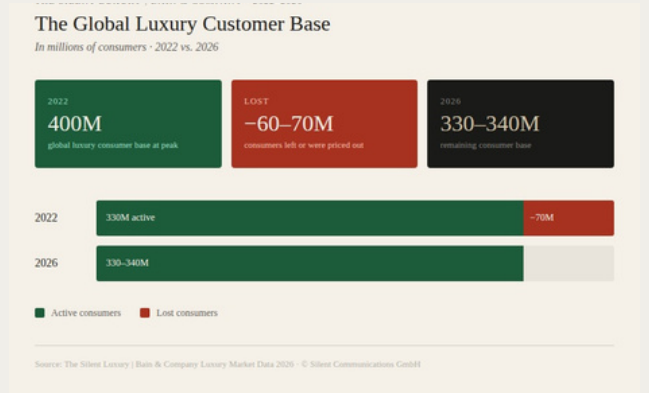 The Global Luxury Customer Base
In millions of consumers · 2022 vs. 2026
2022
400M
global luxury consumer base at peak
LOST
−60–70M
consumers left or were priced out
2026
330–340M
remaining consumer base
2022
330M active
−70M
2026
330–340M
Active consumers
Lost consumers
Source: The Silent Luxury | Bain & Company Luxury Market Data 2026 · © Silent Communications GmbH